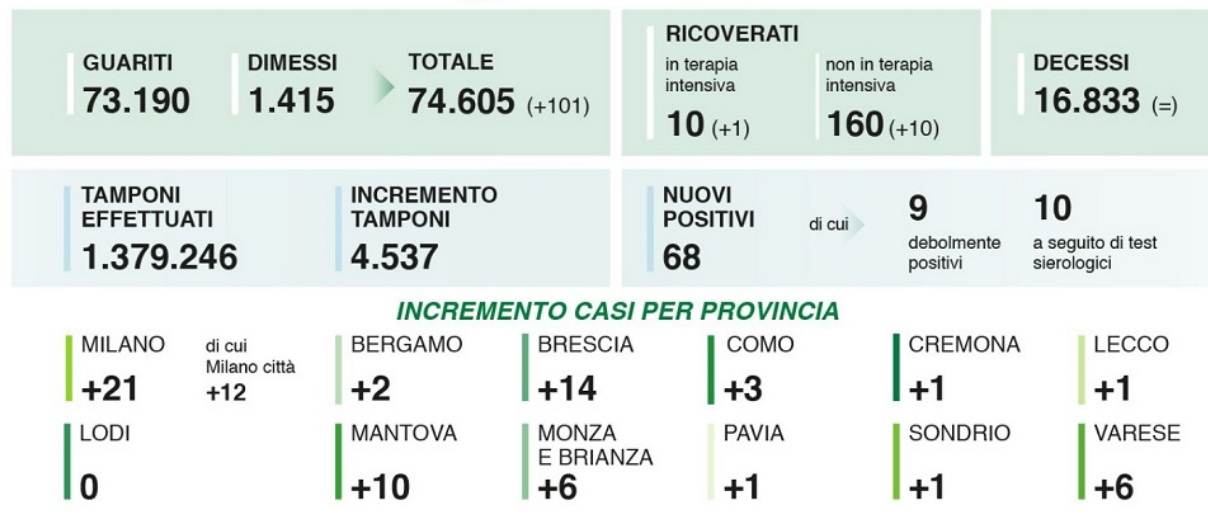 GUARITI
73.190
DIMESSI
1.415
TOTALE
74.605 (+101)
RICOVERATI
in terapia
intensiva
10 (+1)
non in terapia
intensiva
160 (+10)
DECESSI
16.833 (=)
TAMPONI
EFFETTUATI
1.379.246
INCREMENTO
TAMPONI
4.537
NUOVI
POSITIVI
68
di cui
9
debolmente
positivi
10
a seguito di test
sierologici
INCREMENTO CASI PER PROVINCIA
MILANO
+21
di cui
Milano città
+12
BERGAMO
+2
BRESCIA
+14
COMO
+3
CREMONA
+1
LECCO
+1
LODI
0
MANTOVA
+10
MONZA
E BRIANZA
+6
PAVIA
+1
SONDRIO
+1
VARESE
+6